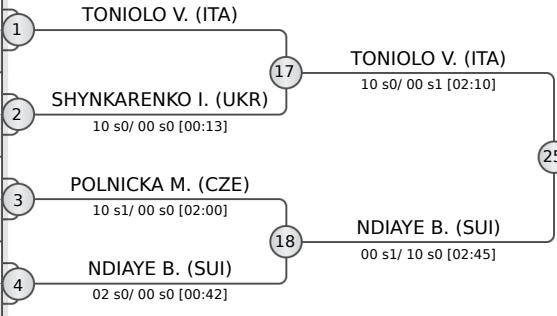 1
TONIOLO V. (ITA)
17
TONIOLO V. (ITA)
10 s0/ 00 s1 [02:10]
2
SHYNKARENKO I. (UKR)
10 s0/ 00 s0 [00:13]
25
3
POLNICKA M. (CZE)
10 s1/ 00 s0 [02:00]
18
NDIAYE B. (SUI)
00 s1/ 10 s0 [02:45]
4
NDIAYE B. (SUI)
02 s0/ 00 s0 [00:42]